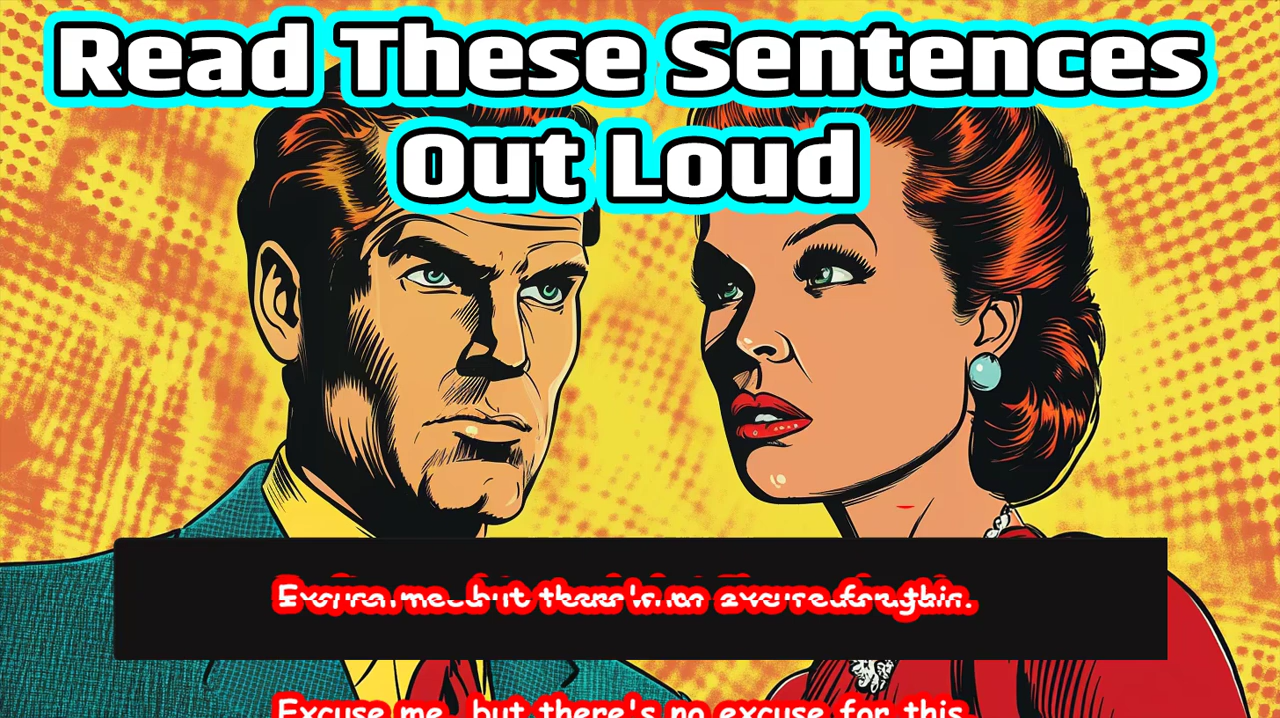 Read These Sentences
Out Loud
Excuse me, but there's no excuse for this.